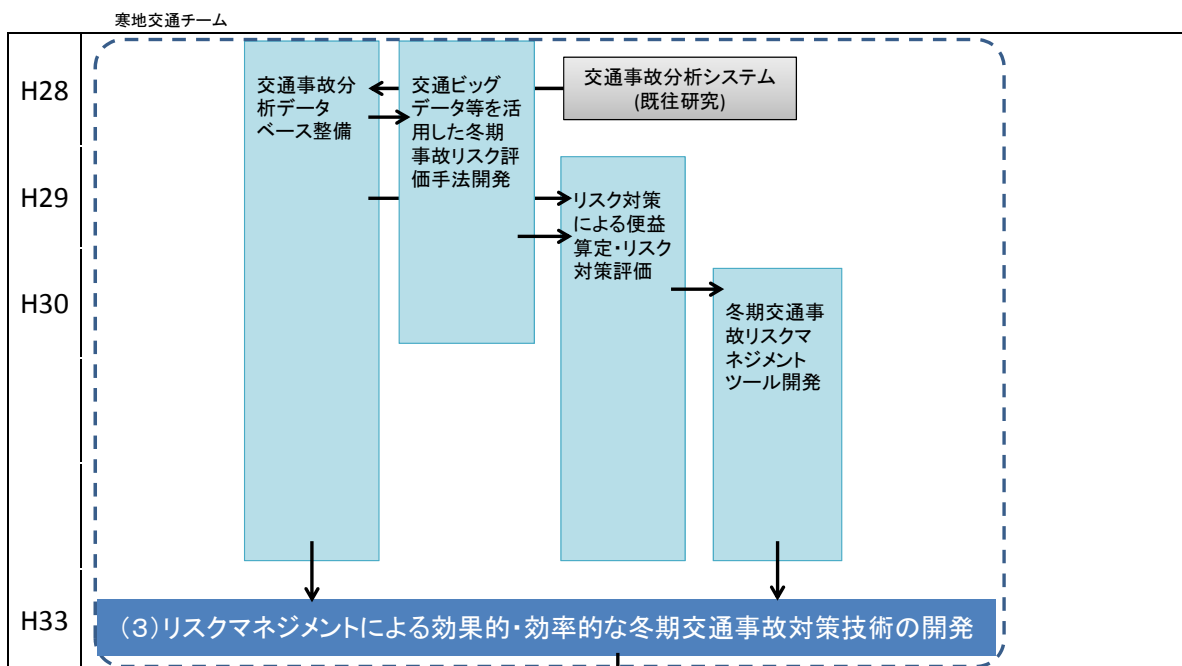 寒地交通チーム
H28
交通事故分
析データ
ベース整備
交通ビッグ
データ等を活
用した冬期
事故リスク評
価手法開発
交通事故分析システム
(既往研究)
H29
リスク対策
による便益
算定・リスク
対策評価
H30
冬期交通事
故リスクマ
ネジメント
ツール開発
H33
（３）リスクマネジメントによる効果的・効率的な冬期交通事故対策技術の開発